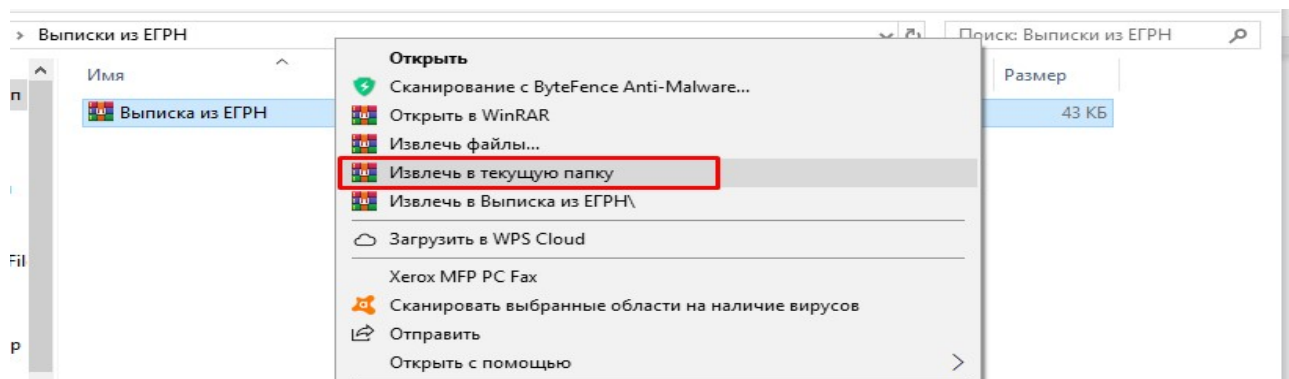 > Выписки из ЕГРН
Поиск: Выписки из ЕГРН
Имя
Размер
п
Выписка из ЕГРН
43 КБ
Открыть
Сканирование с ByteFence Anti-Malware...
Открыть в WinRAR
Извлечь файлы...
Извлечь в текущую папку
Извлечь в Выписка из ЕГРН\
Загрузить в WPS Cloud
Fil
Xerox MFP PC Fax
Сканировать выбранные области на наличие вирусов
Отправить
р
Открыть с помощью